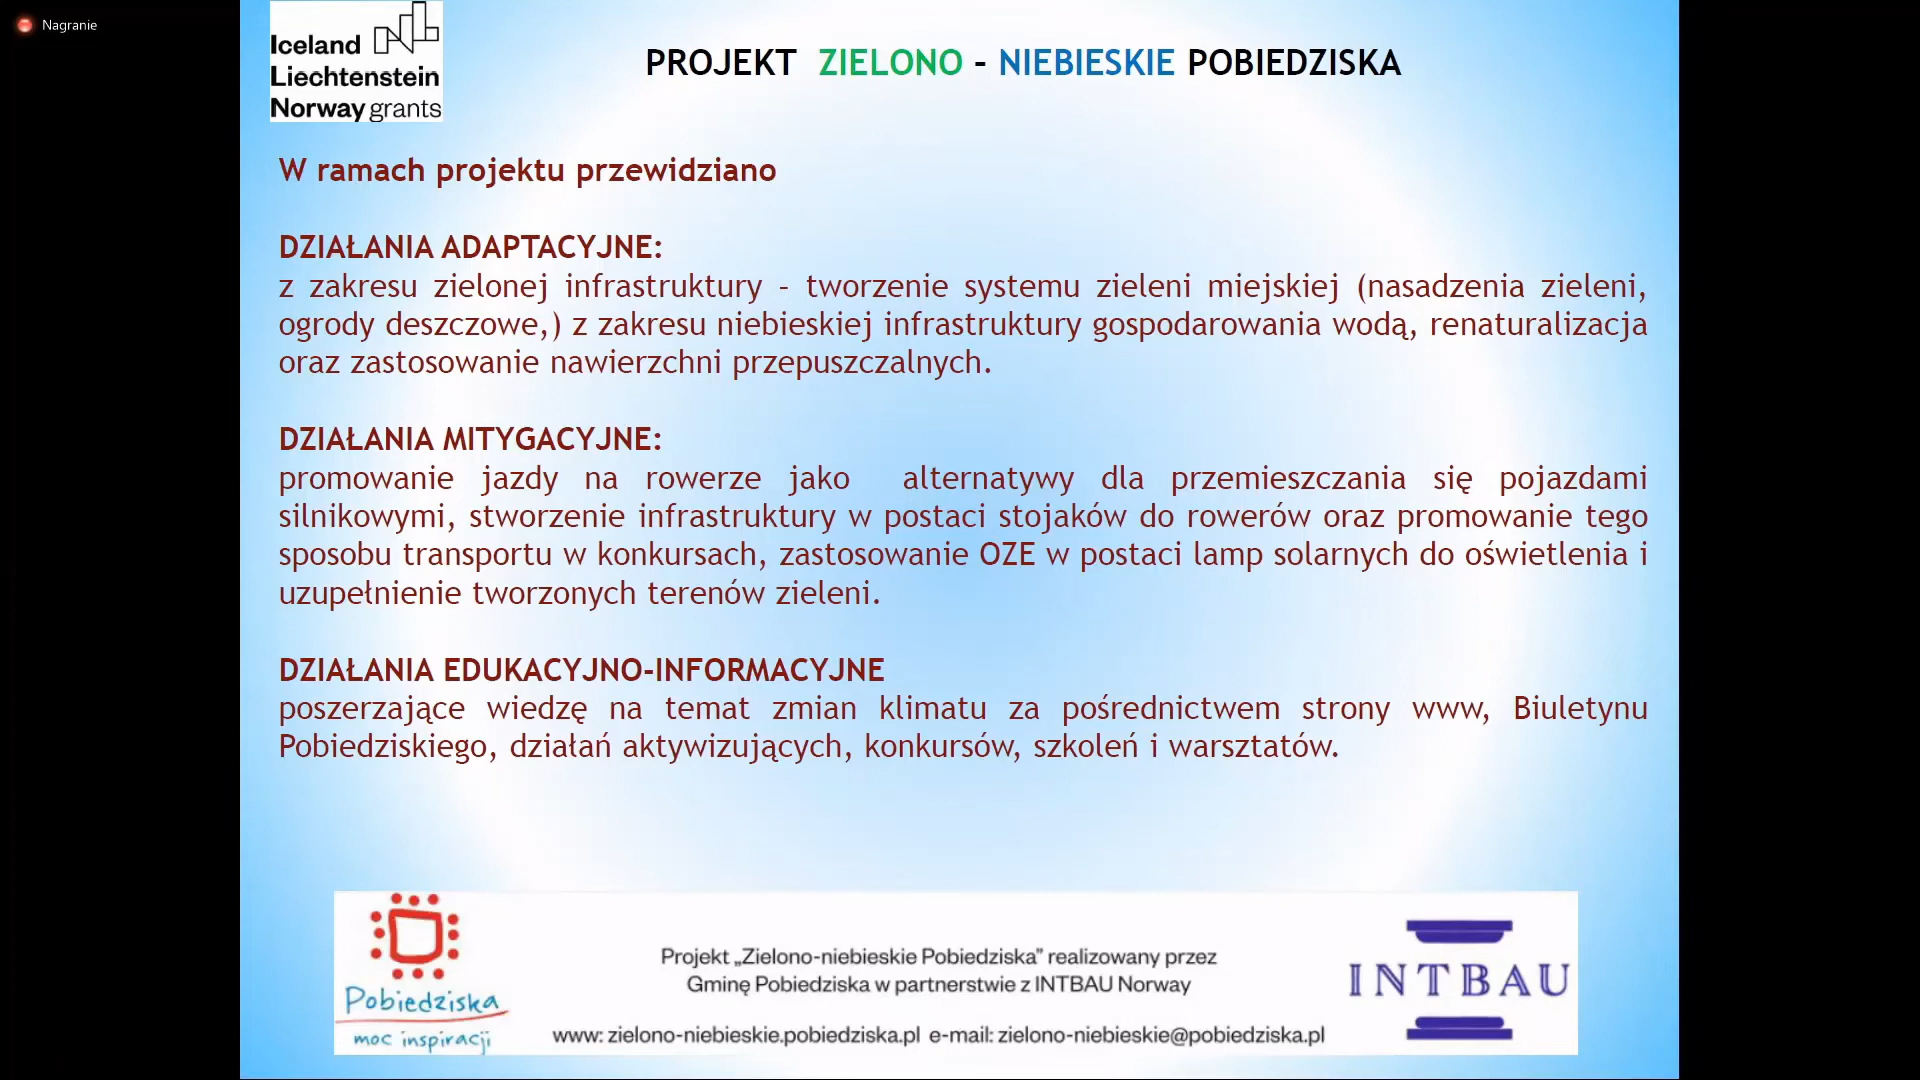 Nagranie
Iceland
Liechtenstein
Norway grants
PROJEKT ZIELONO – NIEBIESKIE POBIEDZISKA
W ramach projektu przewidziano
DZIAŁANIA ADAPTACYJNE:
z zakresu zielonej infrastruktury – tworzenie systemu zieleni miejskiej (nasadzenia zieleni,
ogrody deszczowe,) z zakresu niebieskiej infrastruktury gospodarowania wodą, renaturalizacja
oraz zastosowanie nawierzchni przepuszczalnych.
DZIAŁANIA MITYGACYJNE:
promowanie jazdy na rowerze jako alternatywy dla przemieszczania się pojazdami
silnikowymi, stworzenie infrastruktury w postaci stojaków do rowerów oraz promowanie tego
sposobu transportu w konkursach, zastosowanie OZE w postaci lamp solarnych do oświetlenia i
uzupełnienie tworzonych terenów zieleni.
DZIAŁANIA EDUKACYJNO-INFORMACYJNE
poszerzające wiedzę na temat zmian klimatu za pośrednictwem strony www, Biuletynu
Pobiedziskiego, działań aktywizujących, konkursów, szkoleń i warsztatów.
Pobiedziska
moc inspiracji
Projekt „Zielono-niebieskie Pobiedziska” realizowany przez
Gminę Pobiedziska w partnerstwie z INTBAU Norway
www: zielono-niebieskie.pobiedziska.pl e-mail: zielono-niebieskie@pobiedziska.pl
INTBAU